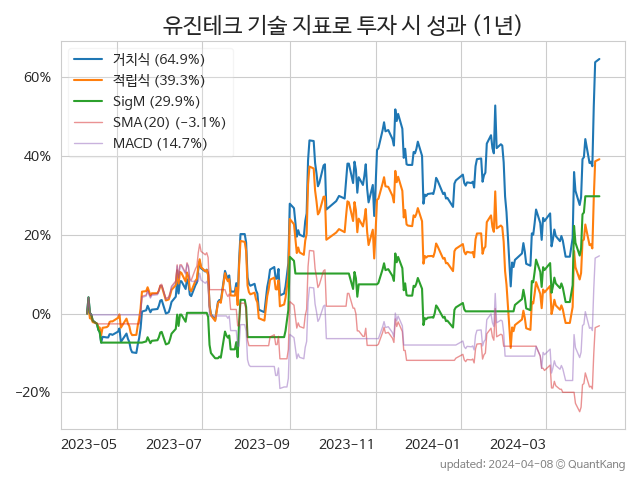 유진테크 기술 지표로 투자 시 성과 (1년)
거치식 (64.9%)
적립식 (39.3%)
SigM (29.9%)
SMA(20) (−3.1%)
MACD (14.7%)
60%
40%
20%
0%
−20%
2023-05 2023-07 2023-09 2023-11 2024-01 2024-03
updated: 2024-04-08 © QuantKang